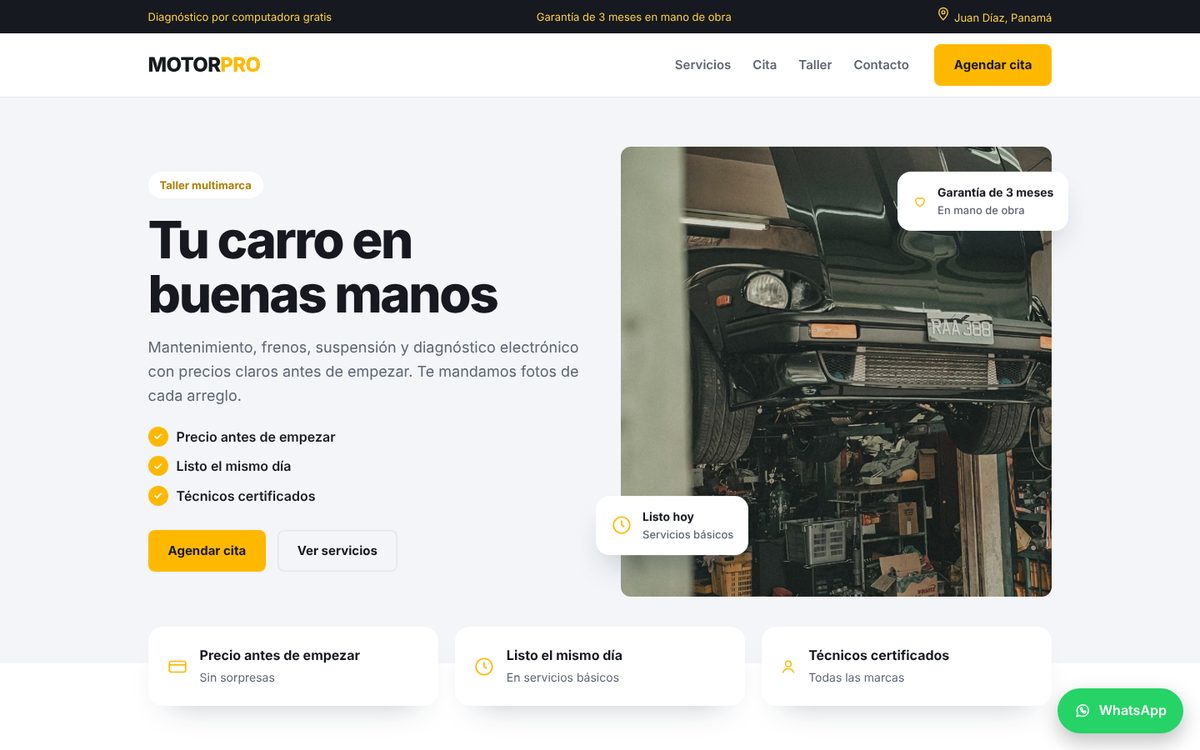 Diagnóstico por computadora gratis
Garantía de 3 meses en mano de obra
Juan Díaz, Panamá
MOTORPRO
Servicios
Cita
Taller
Contacto
Agendar cita
Taller multimarca
Tu carro en
buenas manos
Mantenimiento, frenos, suspensión y diagnóstico electrónico
con precios claros antes de empezar. Te mandamos fotos de
cada arreglo.
Precio antes de empezar
Listo el mismo día
Técnicos certificados
Agendar cita
Ver servicios
Garantía de 3 meses
En mano de obra
RAA388
Listo hoy
Servicios básicos
Precio antes de empezar
Sin sorpresas
Listo el mismo día
En servicios básicos
Técnicos certificados
Todas las marcas
WhatsApp